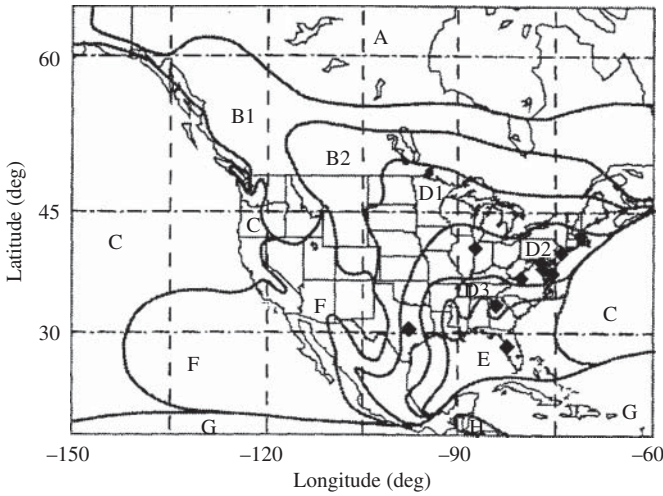 A
60
B1
B2
D1
45
C
C
D2
D3
F
C
30
E
F
G
G
H
−150
−120
−90
−60
Longitude (deg)
Latitude (deg)